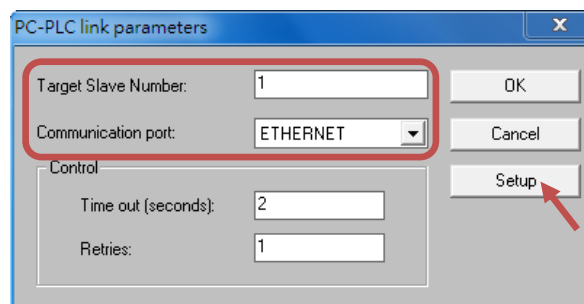 PC-PLC link parameters
x
Target Slave Number: 1 OK
Communication port: ETHERNET Cancel
Control Setup
Time out (seconds): 2
Retries: 1